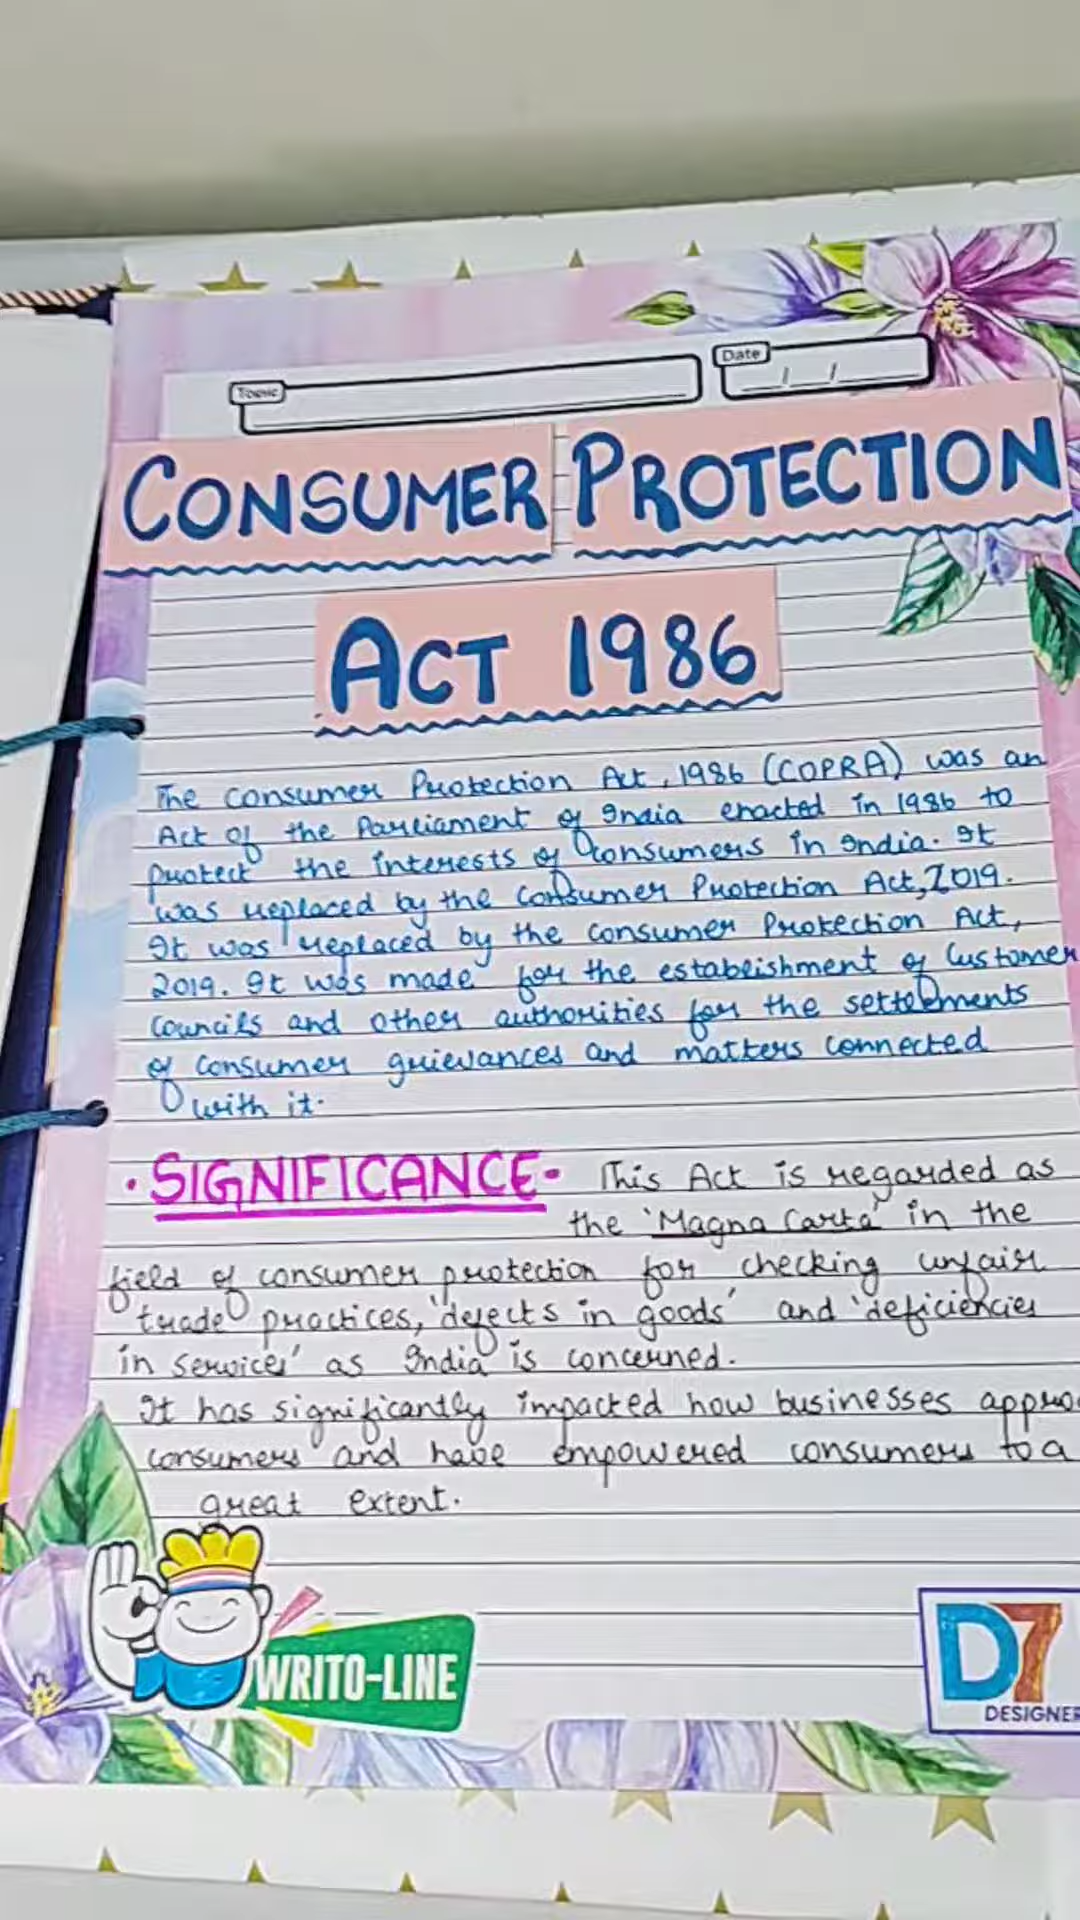 Topic
Date
CONSUMER PROTECTION
ACT 1986
The Consumer Protection Act, 1986 (COPRA) was an
Act of the Parliament of India enacted in 1986 to
protect the interests of consumers in India. It
was replaced by the Consumer Protection Act, 2019.
It was replaced by the Consumer Protection Act,
2019. It was made for the establishment of Customer
Councils and other authorities for the settlements
of consumer grievances and matters connected
with it.
• SIGNIFICANCE- This Act is regarded as
the 'Magna Carta' in the
field of consumer protection for checking unfair
trade practices, 'defects in goods' and 'deficiencies
in services' as India is concerned.
It has significantly impacted how businesses
consumers and have empowered consumers to a
great extent.
WRITO-LINE
D7
DESIGNER